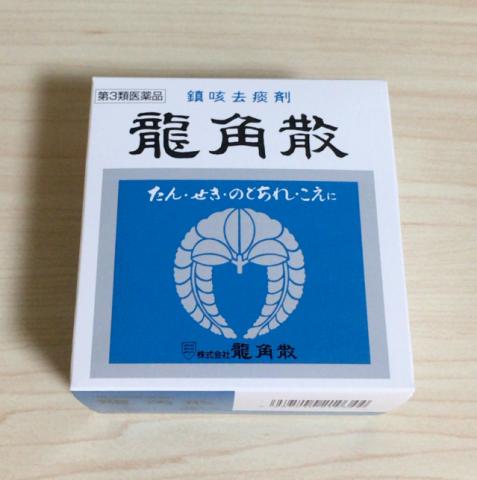 第3類医薬品
鎮咳去痰剤
龍角散
たん・せき・のどあれ・こえに
株式会社 龍角散